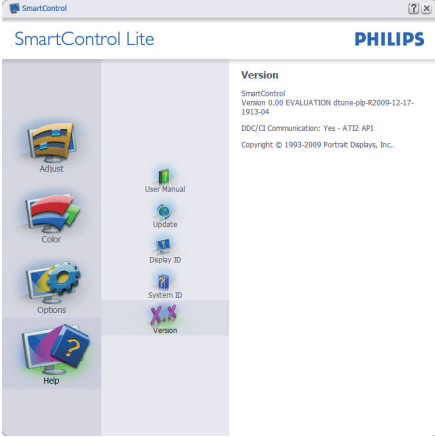 SmartControl
SmartControl Lite
PHILIPS
Adjust
Color
Options
Help
User Manual
Update
Display ID
System ID
Version
Version
SmartControl
Version 0.00 EVALUATION dtune-plp-R2009-12-17-
1913-04
DDC/CI Communication: Yes - ATI2 API
Copyright © 1993-2009 Portrait Displays, Inc.